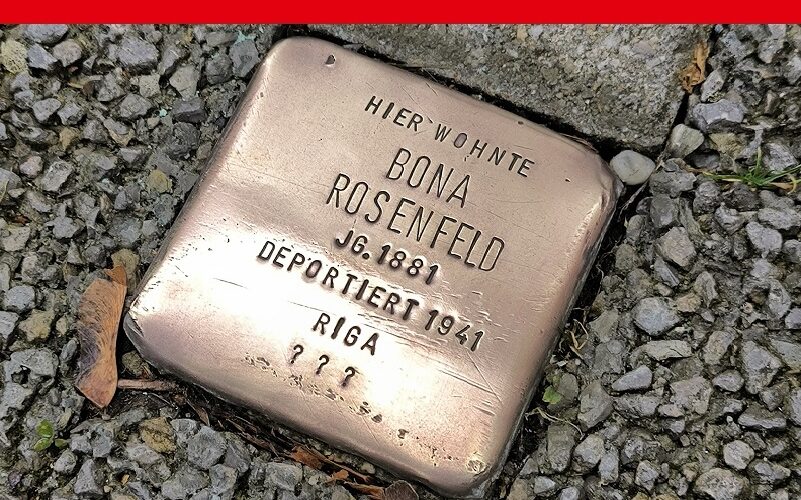 HIER WOHNTE
BONA
ROSENFELD
JG. 1881
DEPORTIERT 1941
RIGA
? ? ?